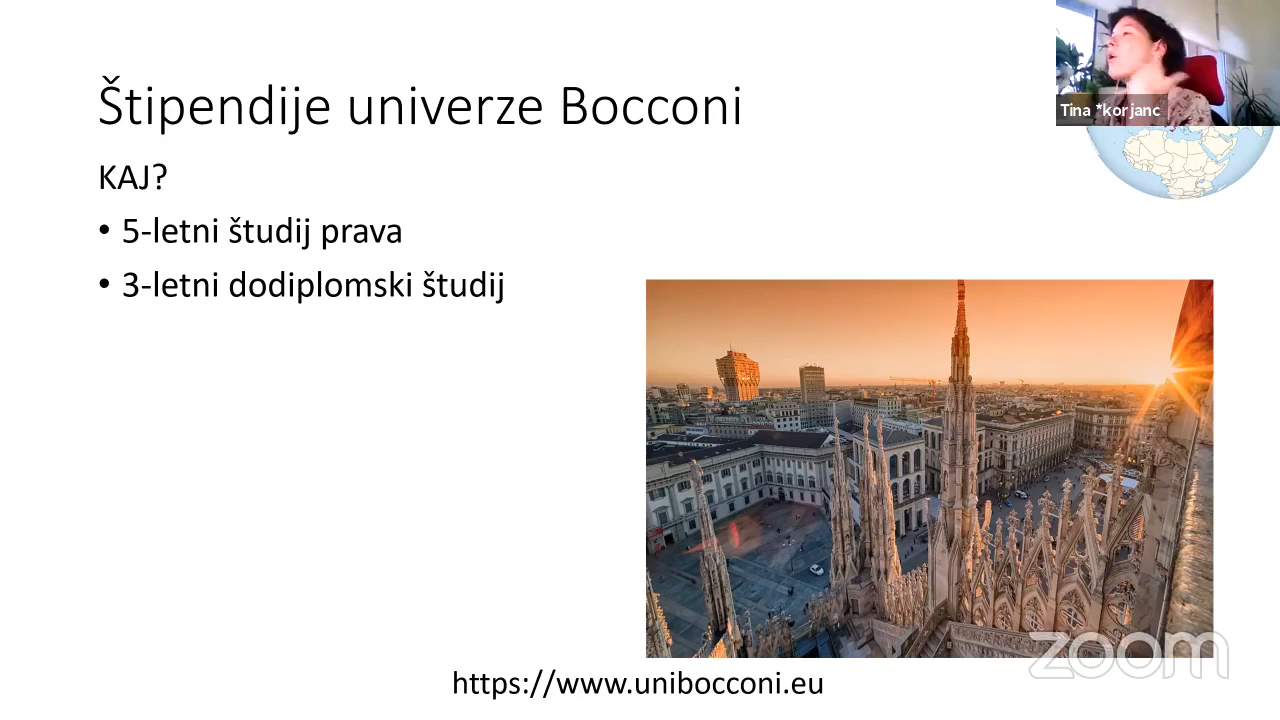 Štipendije univerze Bocconi
Tina *korjanc
KAJ?
• 5-letni študij prava
• 3-letni dodiplomski študij
zoom
https://www.unibocconi.eu